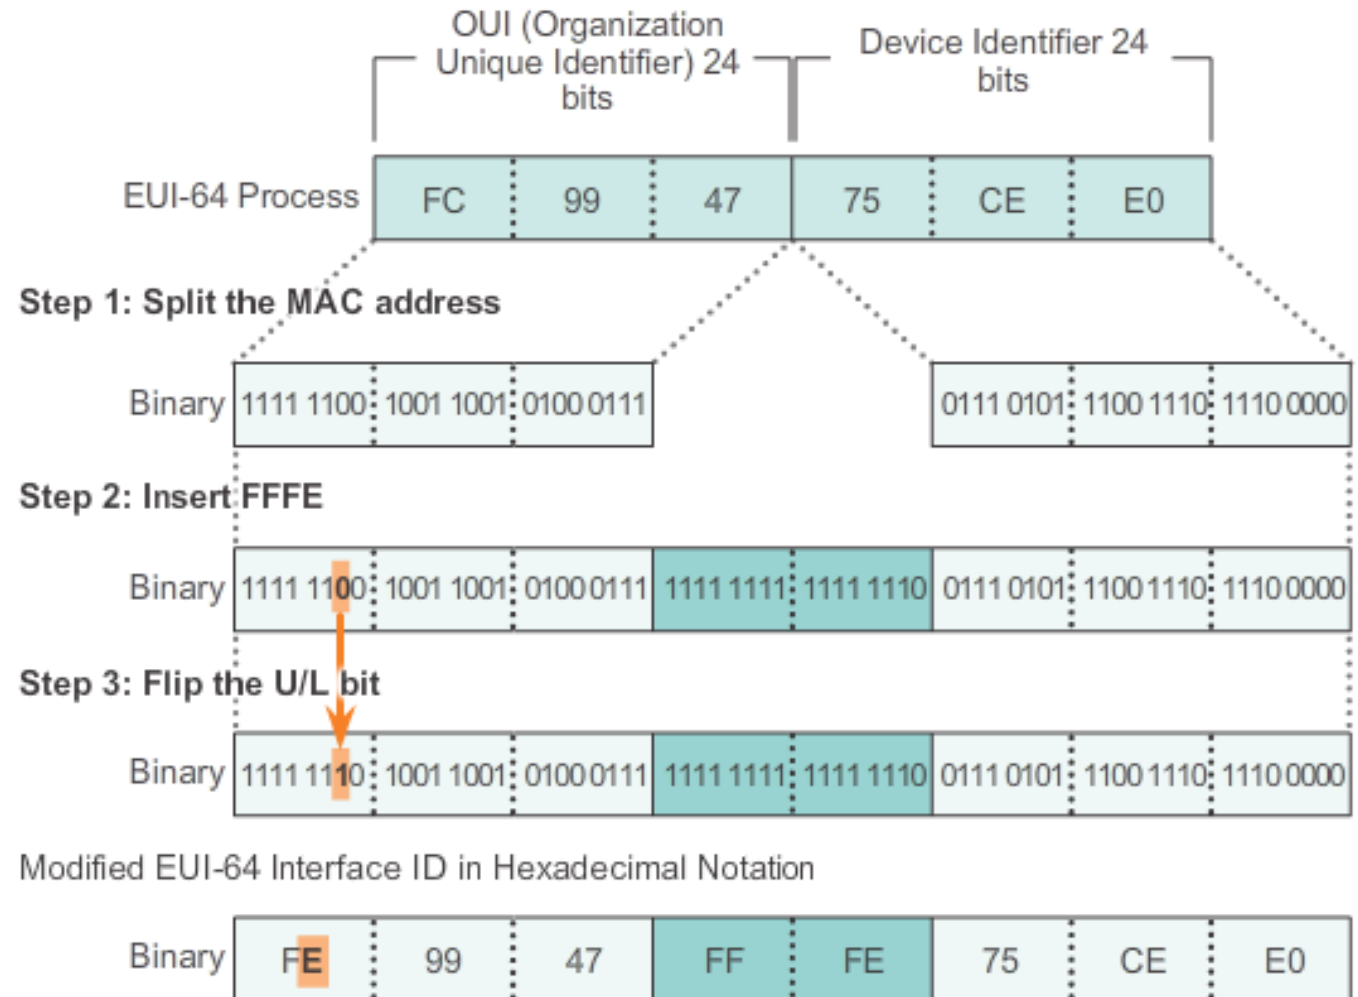 OUI (Organization
Unique Identifier) 24
bits
Device Identifier 24
bits
EUI-64 Process FC 99 47 75 CE E0
Step 1: Split the MAC address
Binary 1111 1100 1001 1001 0100 0111 0111 0101 1100 1110 1110 0000
Step 2: Insert FFFE
Binary 1111 1100 1001 1001 0100 0111 1111 1111 1111 1110 0111 0101 1100 1110 1110 0000
Step 3: Flip the U/L bit
Binary 1111 1110 1001 1001 0100 0111 1111 1111 1111 1110 0111 0101 1100 1110 1110 0000
Modified EUI-64 Interface ID in Hexadecimal Notation
Binary FE 99 47 FF FE 75 CE E0